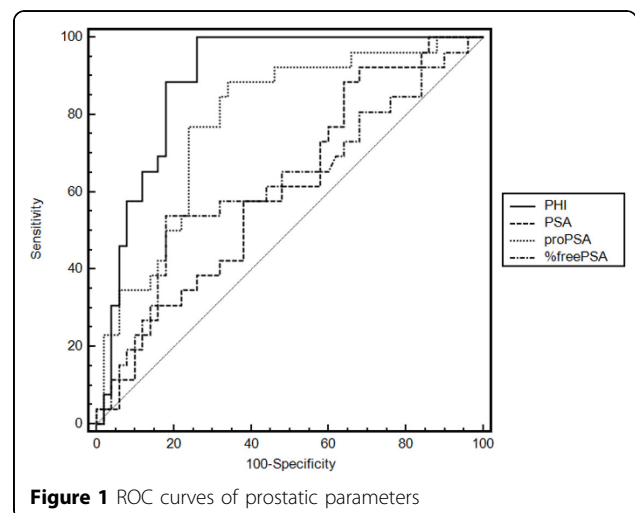 100
80
60
40
20
0
Sensitivity
0 20 40 60 80 100
100-Specificity
PHI
PSA
proPSA
%freePSA
Figure 1 ROC curves of prostatic parameters